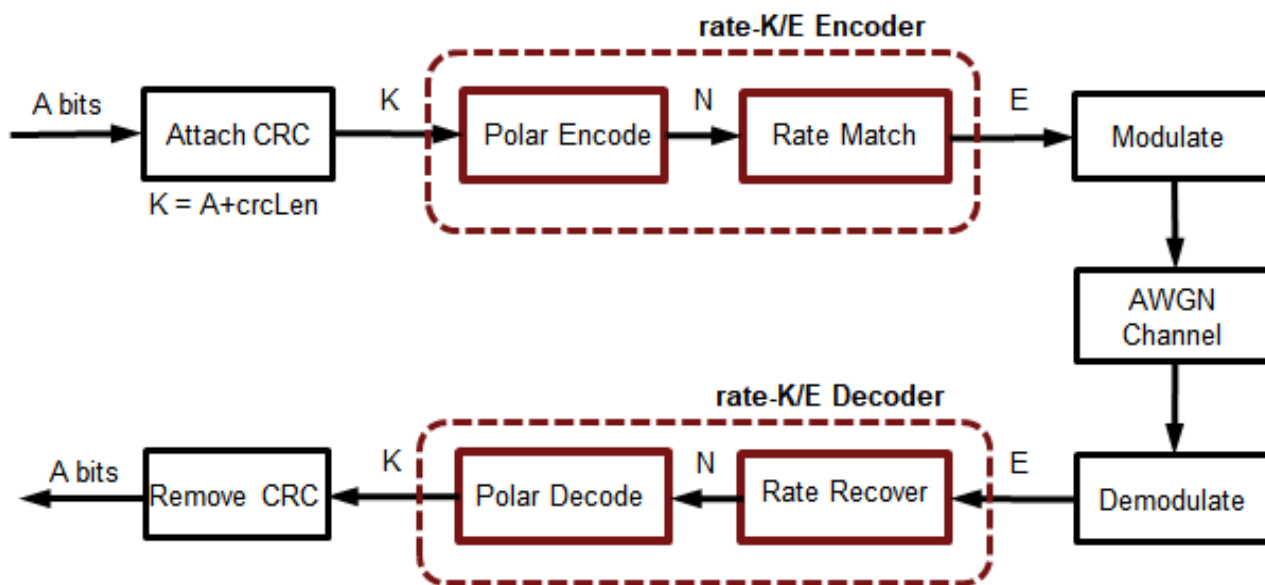 rate-K/E Encoder
A bits
Attach CRC
K = A+crcLen
K
Polar Encode
N
Rate Match
E
Modulate
AWGN
Channel
rate-K/E Decoder
A bits
Remove CRC
K
Polar Decode
N
Rate Recover
E
Demodulate